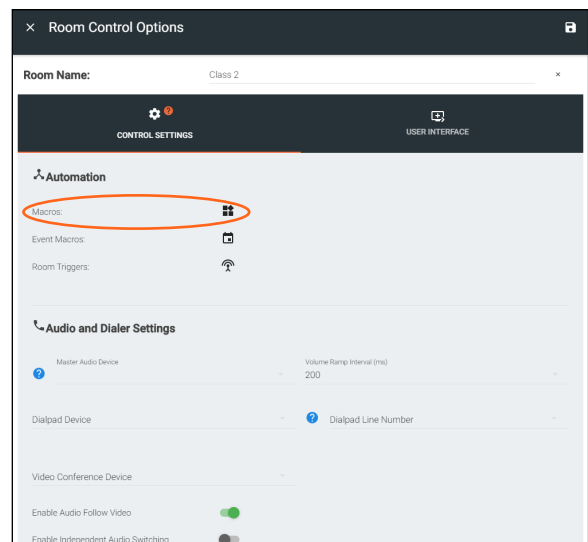 × Room Control Options
Room Name: Class 2 ×
CONTROL SETTINGS USER INTERFACE
Automation
Macros:
Event Macros:
Room Triggers:
Audio and Dialer Settings
Master Audio Device Volume Ramp Interval (ms)
? 200
Dialpad Device ? Dialpad Line Number
Video Conference Device
Enable Audio Follow Video
Enable Independent Audio Switching